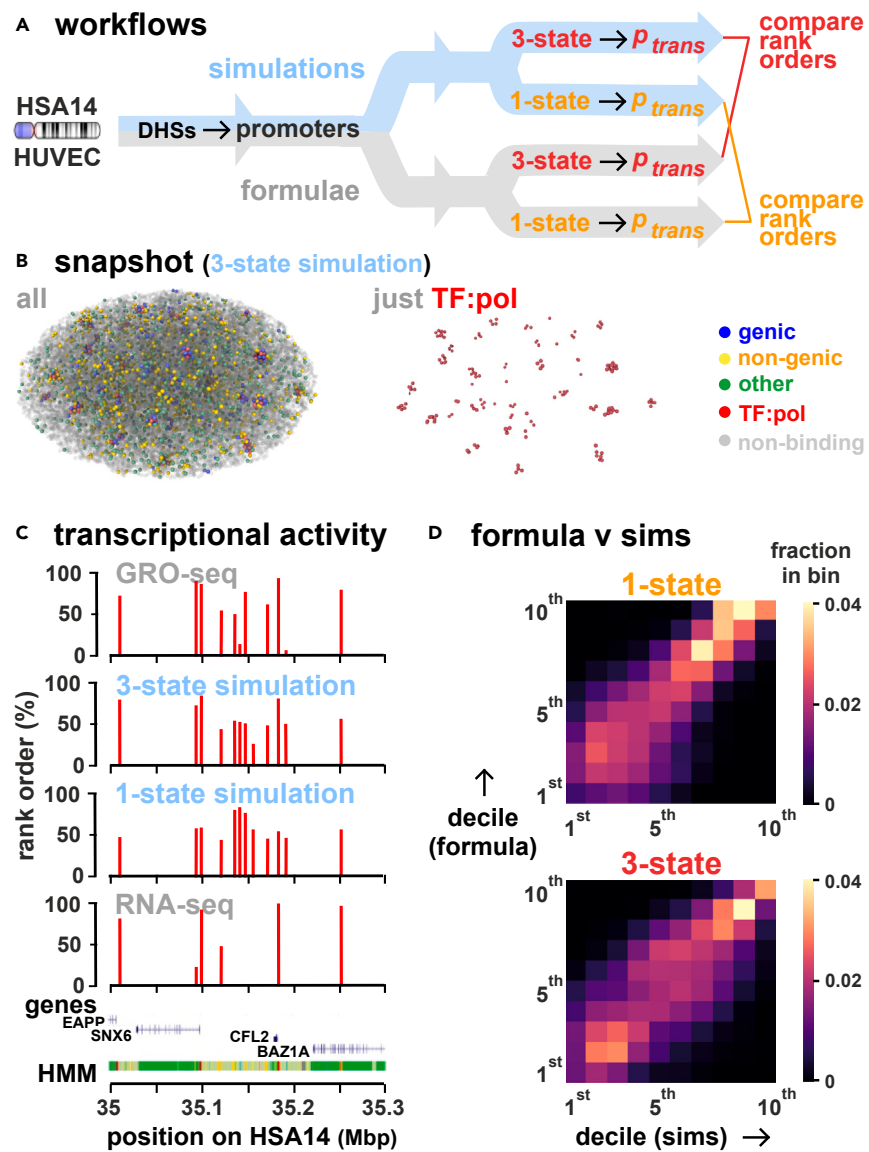 A workflows
simulations
HSA14
HUVEC
DHSs → promoters
formulae
3-state → p trans
1-state → p trans
3-state → p trans
1-state → p trans
compare
rank
orders
compare
rank
orders
B snapshot (3-state simulation)
all
just TF:pol
genic
non-genic
other
TF:pol
non-binding
C transcriptional activity
rank order (%)
GRO-seq
100
50
0
3-state simulation
100
50
0
1-state simulation
100
50
0
RNA-seq
100
50
0
genes
EAPP
SNX6
CFL2
BAZ1A
HMM
35 35.1 35.2 35.3
position on HSA14 (Mbp)
D formula v sims
fraction
in bin
1-state
10th
5th
1st
1st 5th 10th
0.04
0.02
0
→
decile
(formula)
3-state
10th
5th
1st
1st 5th 10th
0.04
0.02
0
decile (sims) →